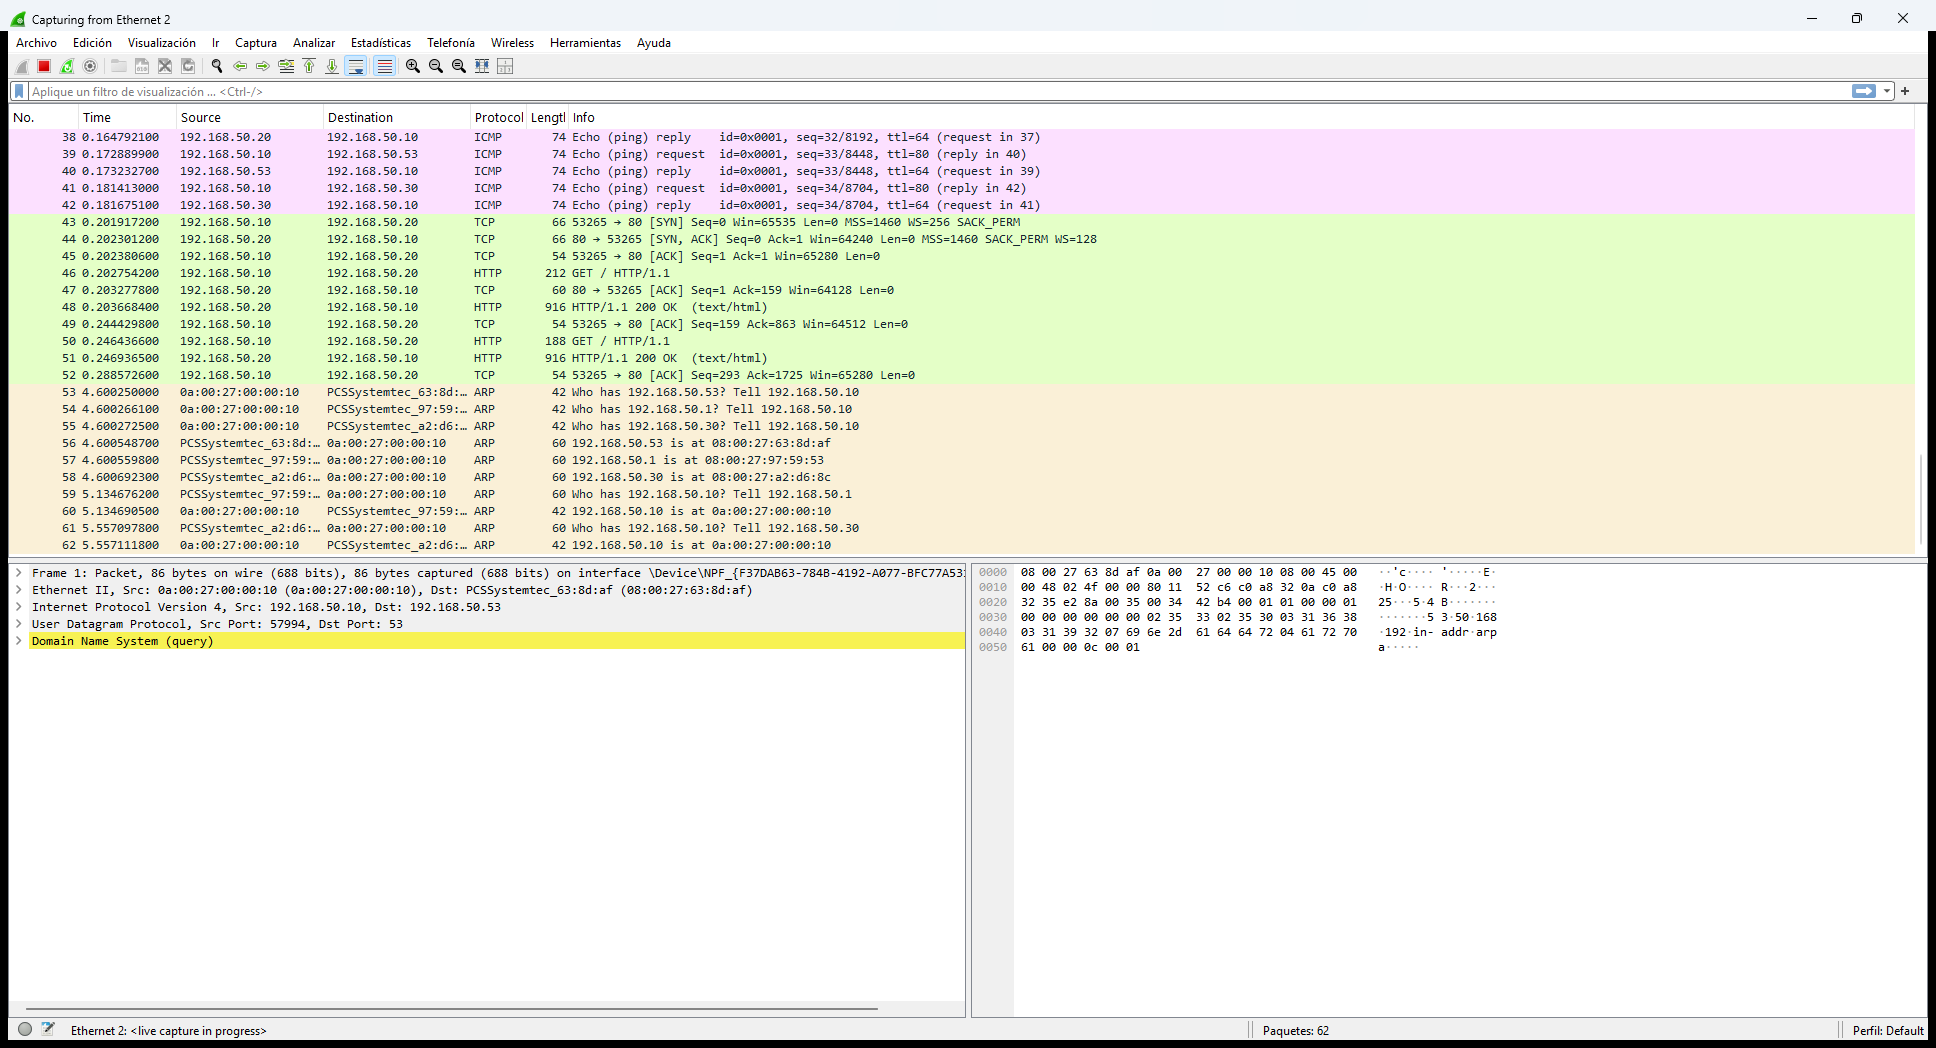 Capturing from Ethernet 2
Archivo Edición Visualización Ir Captura Analizar Estadísticas Telefonía Wireless Herramientas Ayuda
Aplique un filtro de visualización ... <Ctrl-/>
No. Time Source Destination Protocol Lengtl Info
38 0.164792100 192.168.50.20 192.168.50.10 ICMP 74 Echo (ping) reply id=0x0001, seq=32/8192, ttl=64 (request in 37)
39 0.172889900 192.168.50.10 192.168.50.53 ICMP 74 Echo (ping) request id=0x0001, seq=33/8448, ttl=80 (reply in 40)
40 0.173232700 192.168.50.53 192.168.50.10 ICMP 74 Echo (ping) reply id=0x0001, seq=33/8448, ttl=64 (request in 39)
41 0.181413000 192.168.50.10 192.168.50.30 ICMP 74 Echo (ping) request id=0x0001, seq=34/8704, ttl=80 (reply in 42)
42 0.181675100 192.168.50.30 192.168.50.10 ICMP 74 Echo (ping) reply id=0x0001, seq=34/8704, ttl=64 (request in 41)
43 0.201917200 192.168.50.10 192.168.50.20 TCP 66 53265 → 80 [SYN] Seq=0 Win=65535 Len=0 MSS=1460 WS=256 SACK_PERM
44 0.202301200 192.168.50.20 192.168.50.10 TCP 66 80 → 53265 [SYN, ACK] Seq=0 Ack=1 Win=64240 Len=0 MSS=1460 SACK_PERM WS=128
45 0.202380600 192.168.50.10 192.168.50.20 TCP 54 53265 → 80 [ACK] Seq=1 Ack=1 Win=65280 Len=0
46 0.202754200 192.168.50.10 192.168.50.20 HTTP 212 GET / HTTP/1.1
47 0.203277800 192.168.50.20 192.168.50.10 TCP 60 80 → 53265 [ACK] Seq=1 Ack=159 Win=64128 Len=0
48 0.203668400 192.168.50.20 192.168.50.10 HTTP 916 HTTP/1.1 200 OK (text/html)
49 0.244429800 192.168.50.10 192.168.50.20 TCP 54 53265 → 80 [ACK] Seq=159 Ack=863 Win=64512 Len=0
50 0.246436600 192.168.50.10 192.168.50.20 HTTP 188 GET / HTTP/1.1
51 0.246936500 192.168.50.20 192.168.50.10 HTTP 916 HTTP/1.1 200 OK (text/html)
52 0.288572600 192.168.50.10 192.168.50.20 TCP 54 53265 → 80 [ACK] Seq=293 Ack=1725 Win=65280 Len=0
53 4.600250000 0a:00:27:00:00:10 PCSSystemtec_63:8d:… ARP 42 Who has 192.168.50.53? Tell 192.168.50.10
54 4.600266100 0a:00:27:00:00:10 PCSSystemtec_97:59:… ARP 42 Who has 192.168.50.1? Tell 192.168.50.10
55 4.600272500 0a:00:27:00:00:10 PCSSystemtec_a2:d6:… ARP 42 Who has 192.168.50.30? Tell 192.168.50.10
56 4.600548700 PCSSystemtec_63:8d:… 0a:00:27:00:00:10 ARP 60 192.168.50.53 is at 08:00:27:63:8d:af
57 4.600559800 PCSSystemtec_97:59:… 0a:00:27:00:00:10 ARP 60 192.168.50.1 is at 08:00:27:97:59:53
58 4.600692300 PCSSystemtec_a2:d6:… 0a:00:27:00:00:10 ARP 60 192.168.50.30 is at 08:00:27:a2:d6:8c
59 5.134676200 PCSSystemtec_97:59:… 0a:00:27:00:00:10 ARP 60 Who has 192.168.50.10? Tell 192.168.50.1
60 5.134690500 0a:00:27:00:00:10 PCSSystemtec_97:59:… ARP 42 192.168.50.10 is at 0a:00:27:00:00:10
61 5.557097800 PCSSystemtec_a2:d6:… 0a:00:27:00:00:10 ARP 60 Who has 192.168.50.10? Tell 192.168.50.30
62 5.557111800 0a:00:27:00:00:10 PCSSystemtec_a2:d6:… ARP 42 192.168.50.10 is at 0a:00:27:00:00:10
Frame 1: Packet, 86 bytes on wire (688 bits), 86 bytes captured (688 bits) on interface \Device\NPF_{F37DAB63-784B-4192-A077-BFC77A53
Ethernet II, Src: 0a:00:27:00:00:10 (0a:00:27:00:00:10), Dst: PCSSystemtec_63:8d:af (08:00:27:63:8d:af)
Internet Protocol Version 4, Src: 192.168.50.10, Dst: 192.168.50.53
User Datagram Protocol, Src Port: 57994, Dst Port: 53
Domain Name System (query)
0000 08 00 27 63 8d af 0a 00 27 00 00 10 08 00 45 00 ··'c···· '·····E·
0010 00 48 02 4f 00 00 80 11 52 c6 c0 a8 32 0a c0 a8 ·H·O···· R···2···
0020 32 35 e2 8a 00 35 00 34 42 b4 00 01 01 00 00 01 25···5·4 B·······
0030 00 00 00 00 00 00 02 35 33 02 35 30 03 31 36 38 ·······5 3·50·168
0040 03 31 39 32 07 69 6e 2d 61 64 64 72 04 61 72 70 ·192·in- addr·arp
0050 61 00 00 0c 00 01 a·····
Ethernet 2: <live capture in progress>
Paquetes: 62
Perfil: Default